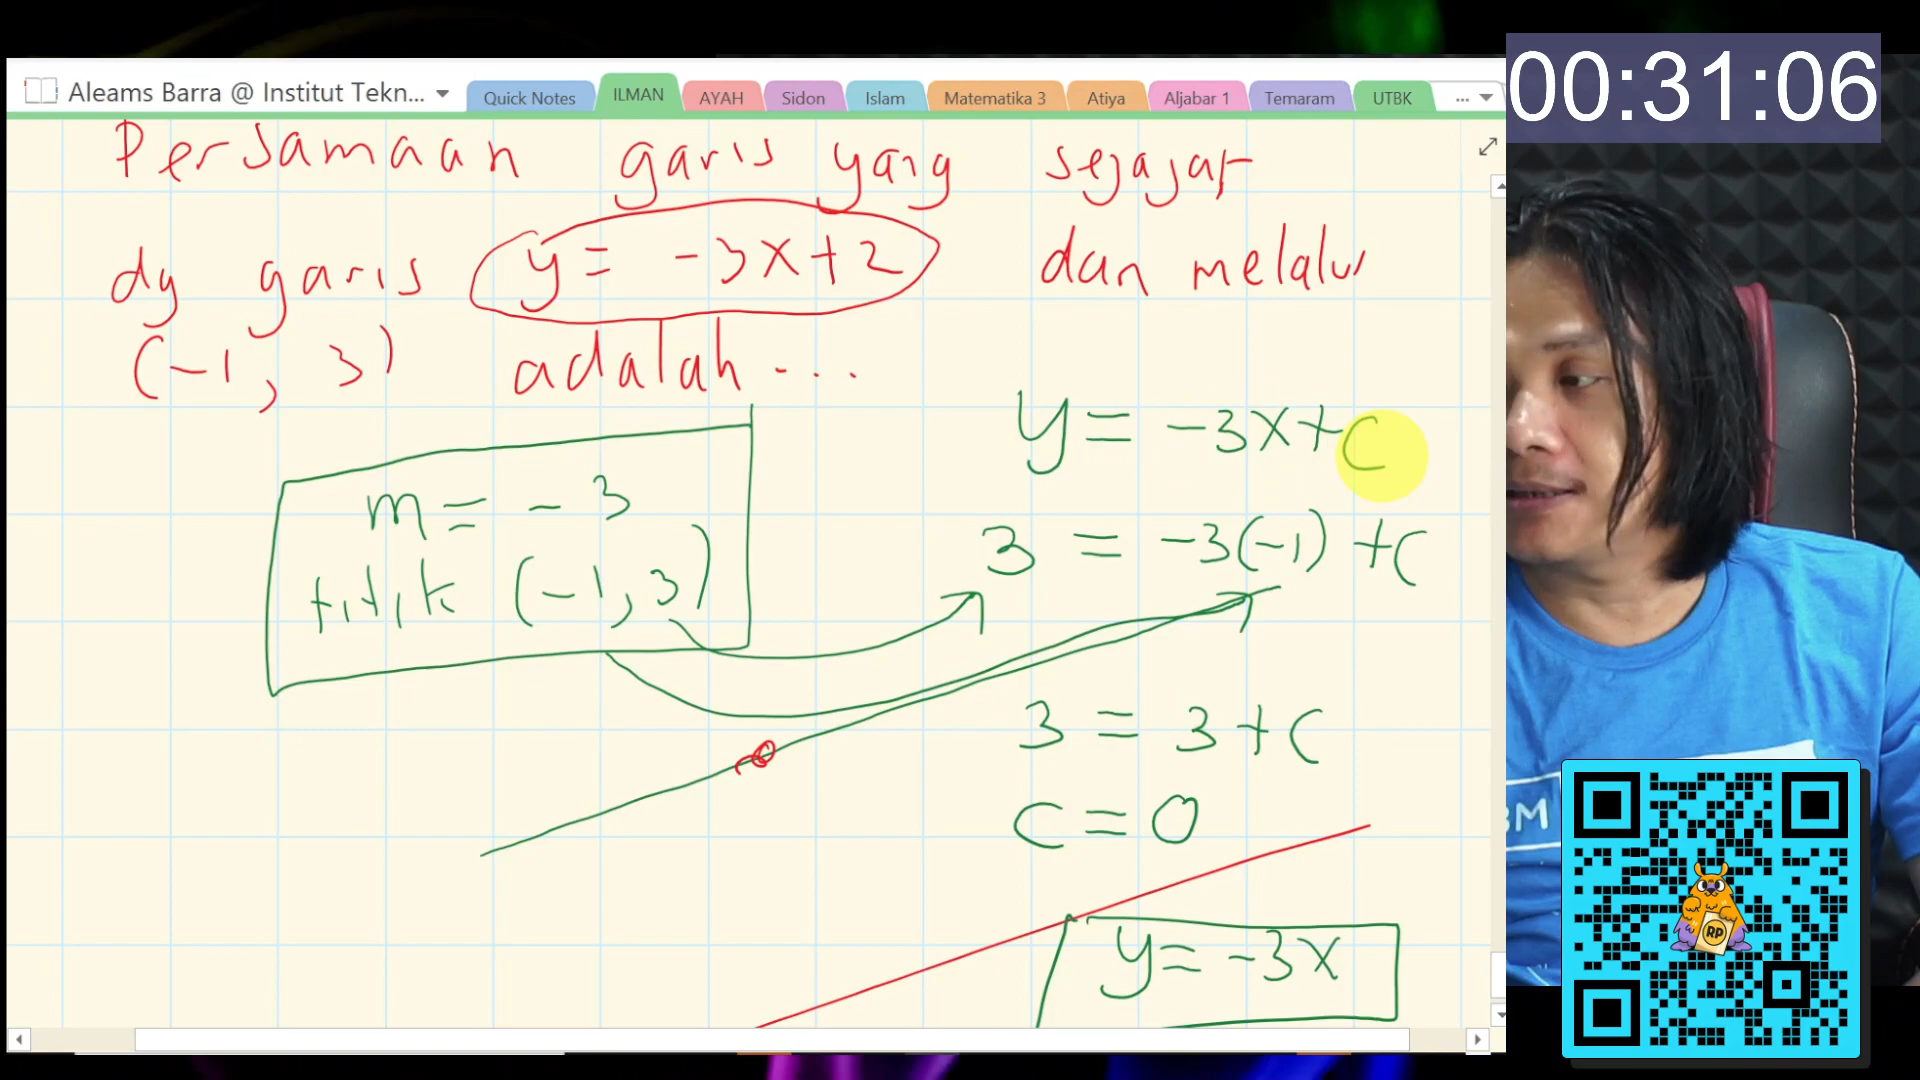 Aleams Barra @ Institut Tekn...
Quick Notes
ILMAN
AYAH
Sidon
Islam
Matematika 3
Atiya
Aljabar 1
Temaram
UTBK
...
00:31:06
Persamaan garis yang sejajar
dg garis y = -3x+2 dan melalui
(-1, 3) adalah...
m = -3
titik (-1, 3)
y = -3x+c
3 = -3(-1) +c
3 = 3+c
c = 0
y = -3x
BM
RP